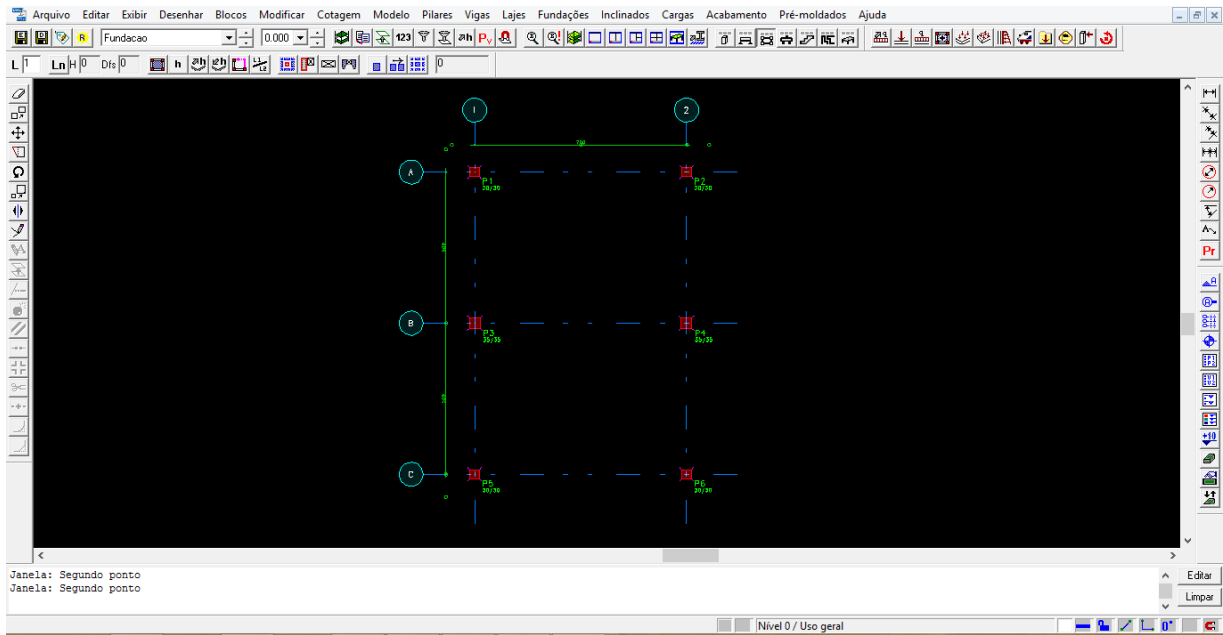 Arquivo Editar Exibir Desenhar Blocos Modificar Cotagem Modelo Pilares Vigas Lajes Fundações Inclinados Cargas Acabamento Pré-moldados Ajuda
R Fundacao 0.000 123
L 1 Ln H 0 Dfs 0 h 0
1 2
A
P1
30/30
P2
30/30
B
P3
35/35
P4
35/35
C
P5
30/30
P6
30/30
Pr
Janela: Segundo ponto
Janela: Segundo ponto
Editar
Limpar
Nível 0 / Uso geral